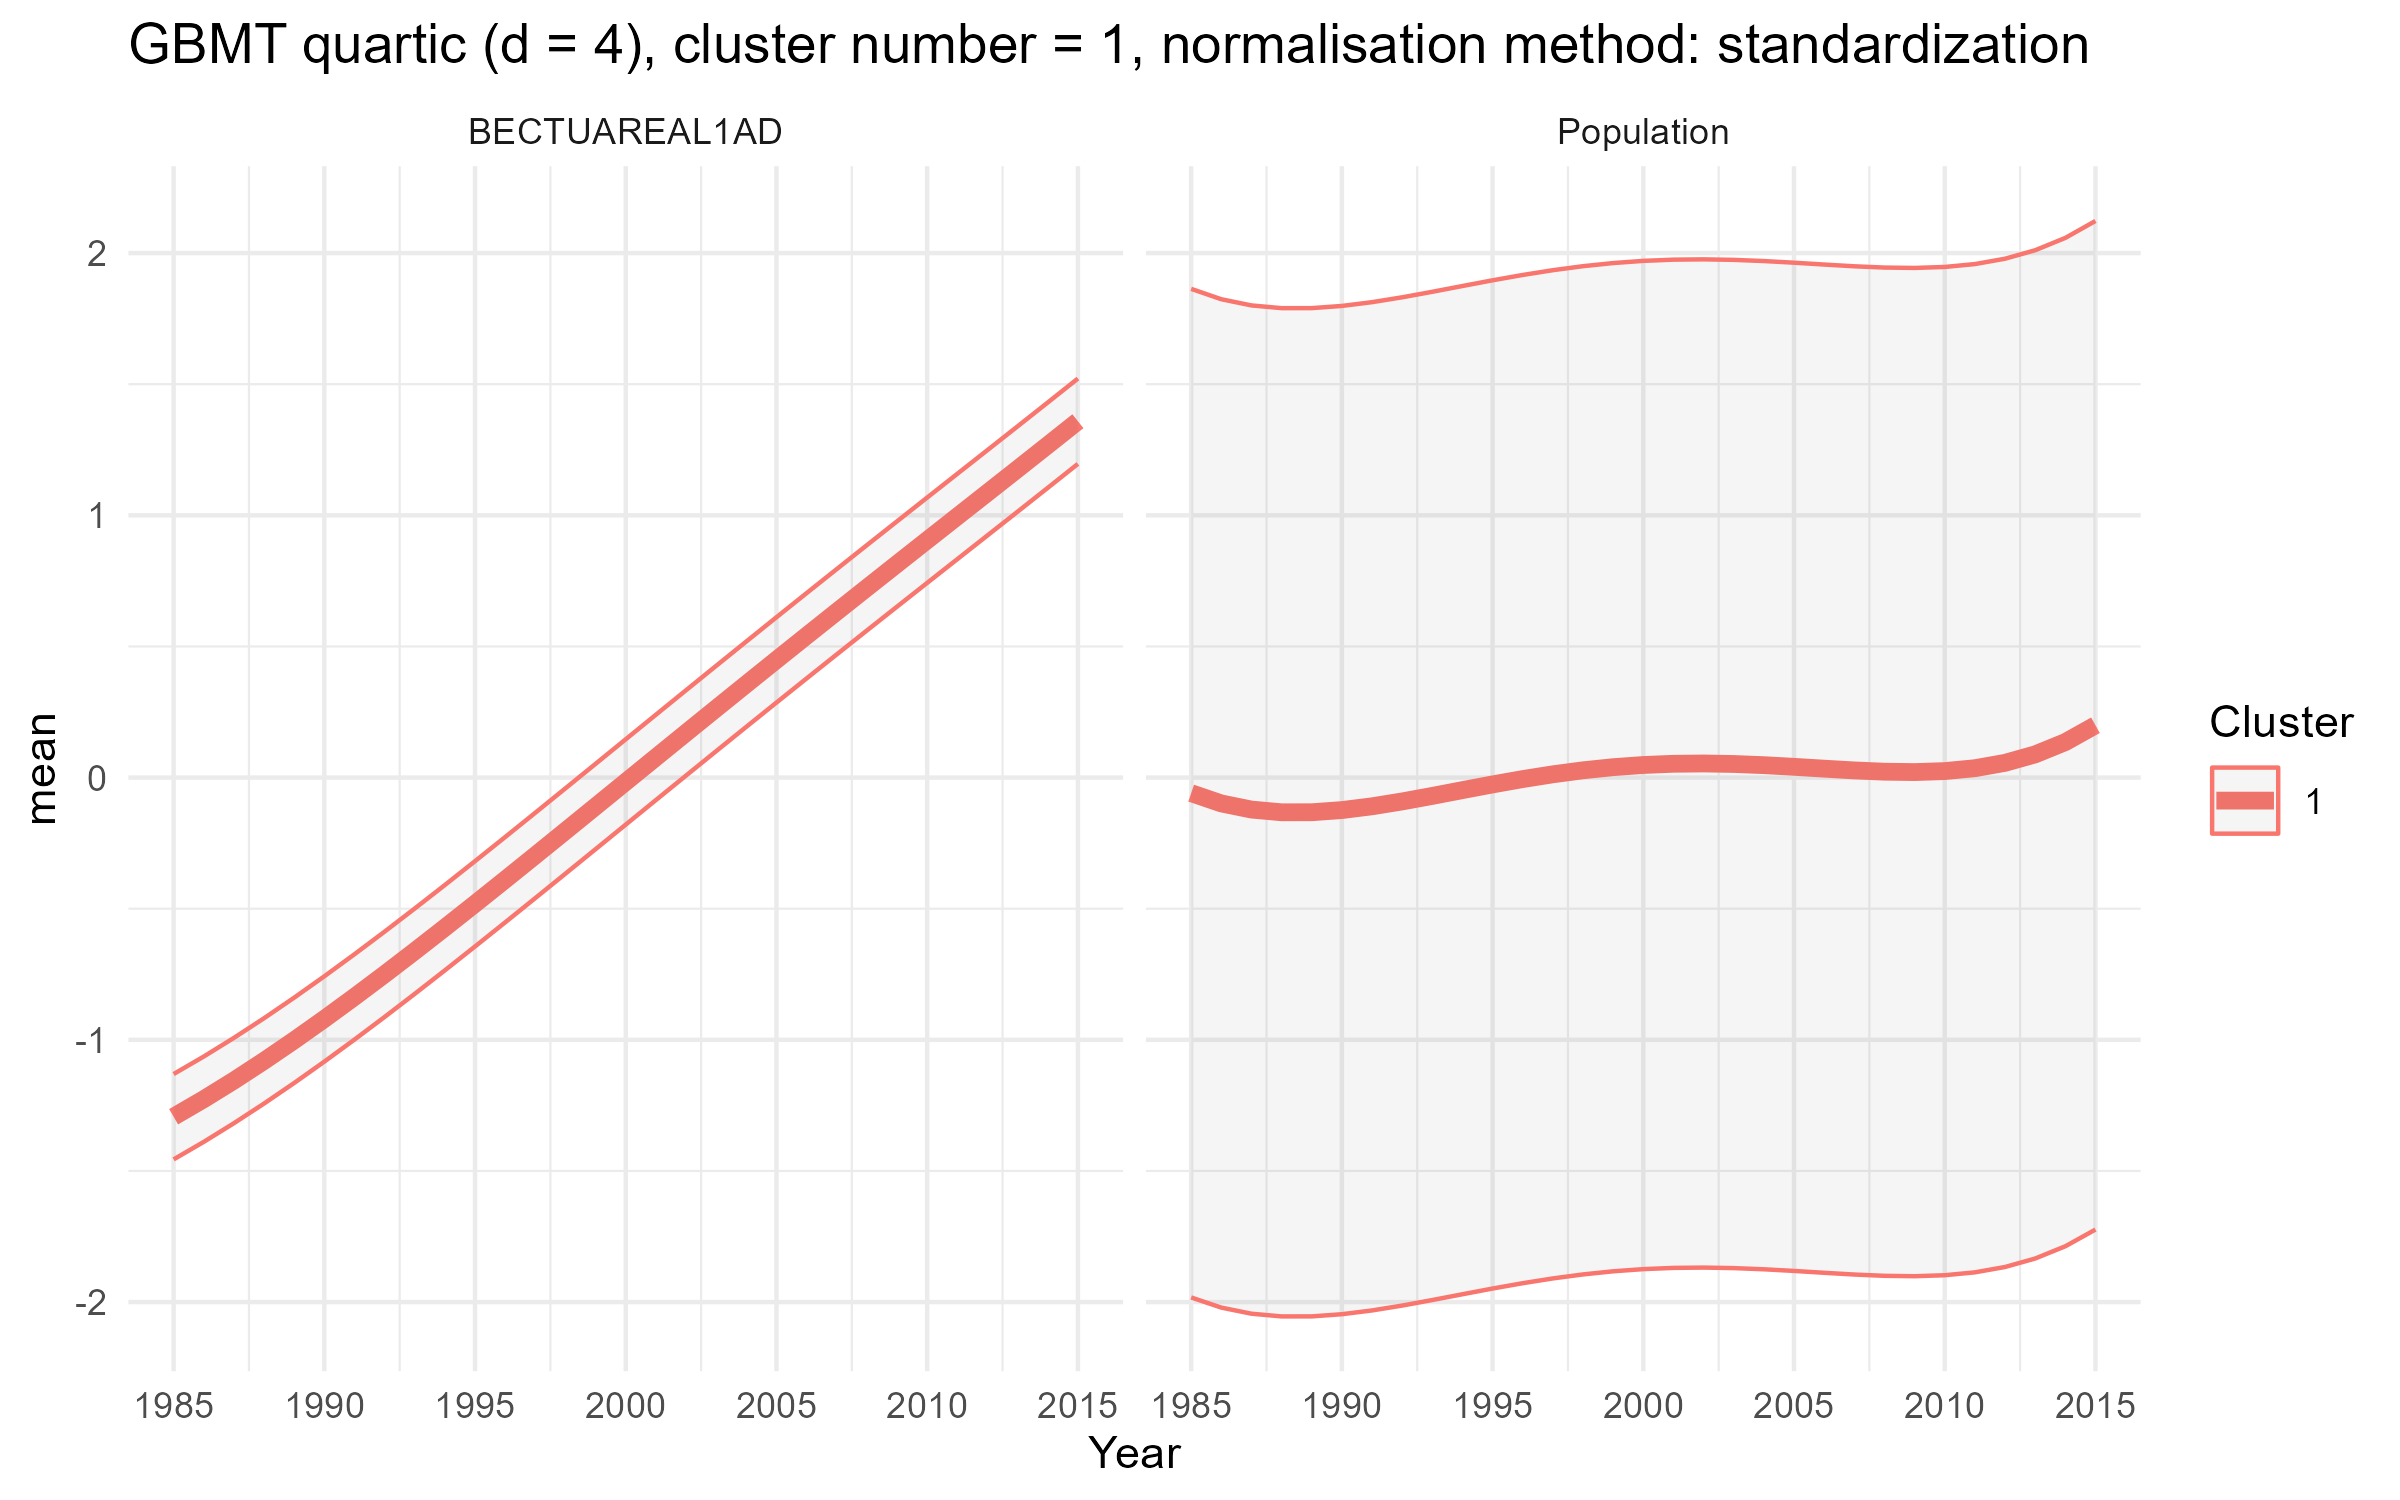 GBMT quartic (d = 4), cluster number = 1, normalisation method: standardization
BECTUAREAL1AD
Population
mean
2
1
0
-1
-2
1985 1990 1995 2000 2005 2010 2015
1985 1990 1995 2000 2005 2010 2015
Year
Cluster
1